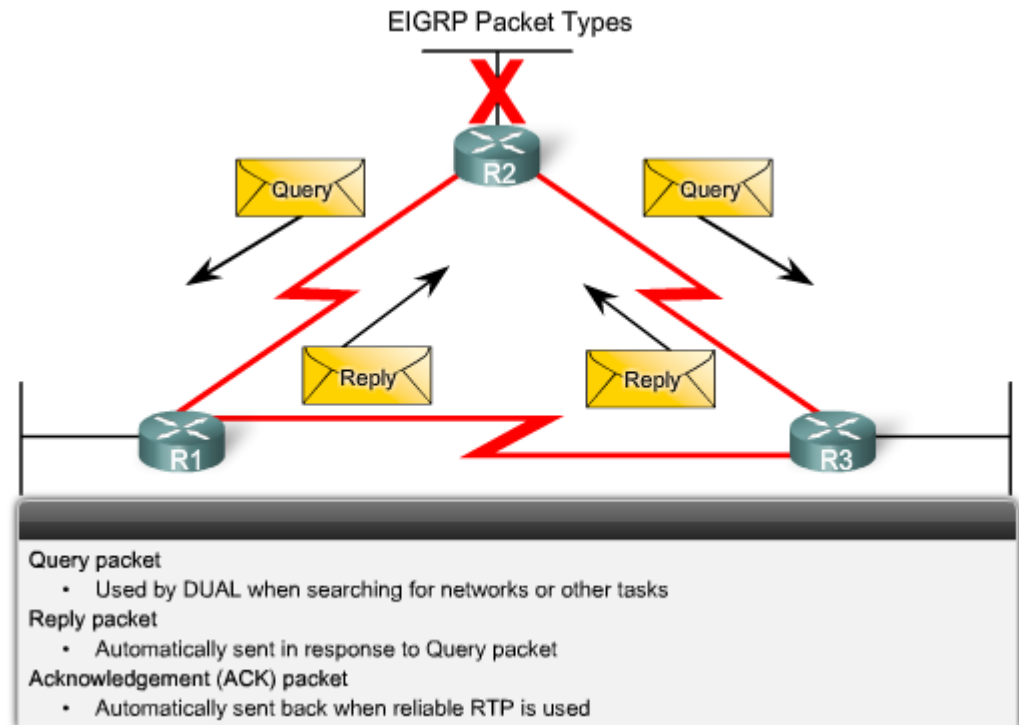 EIGRP Packet Types
X
R2
Query
Query
Reply
Reply
R1
R3
Query packet
• Used by DUAL when searching for networks or other tasks
Reply packet
• Automatically sent in response to Query packet
Acknowledgement (ACK) packet
• Automatically sent back when reliable RTP is used